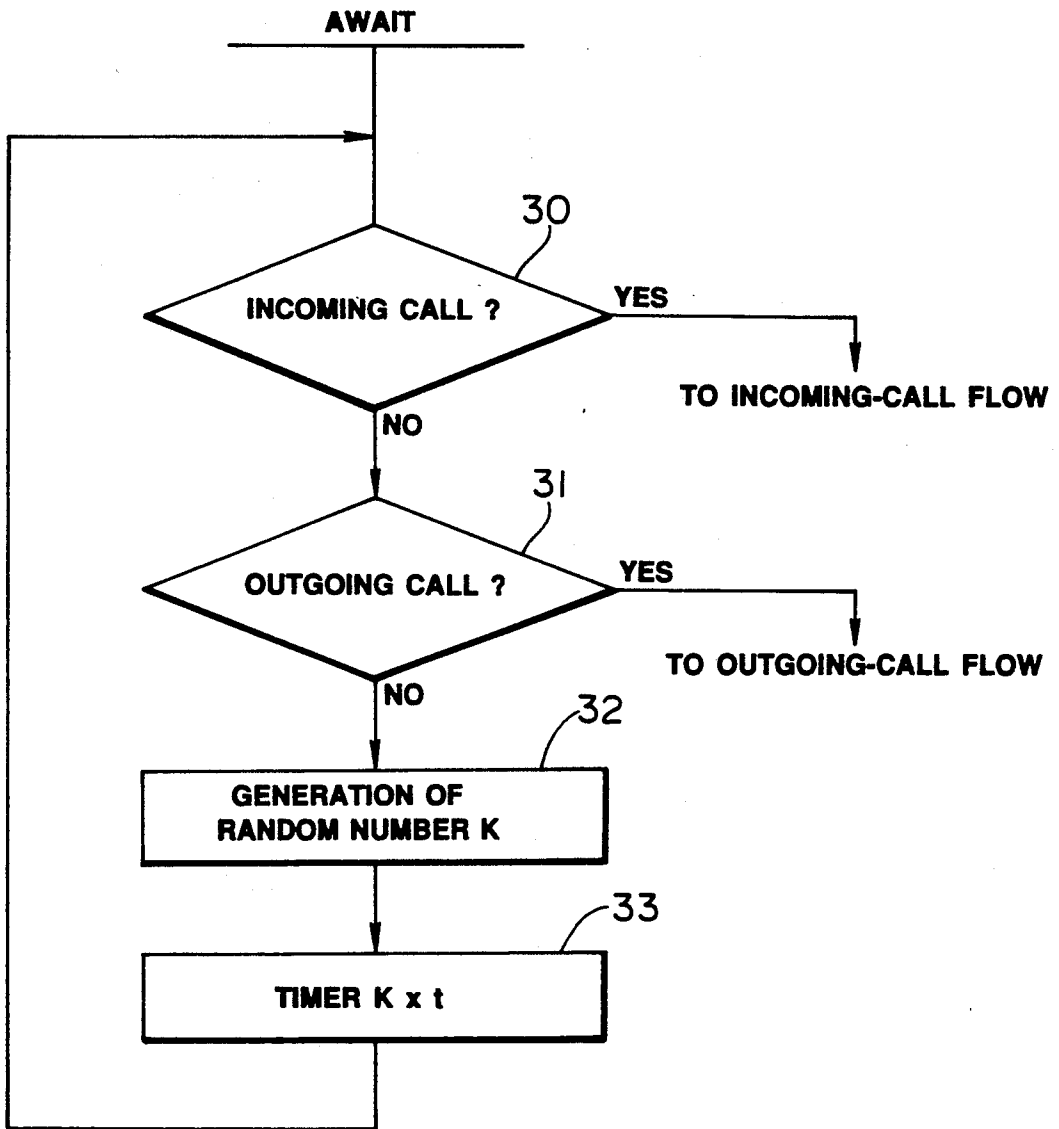 AWAIT
30
INCOMING CALL ?
YES
TO INCOMING-CALL FLOW
NO
31
OUTGOING CALL ?
YES
TO OUTGOING-CALL FLOW
NO
32
GENERATION OF
RANDOM NUMBER K
33
TIMER K x t